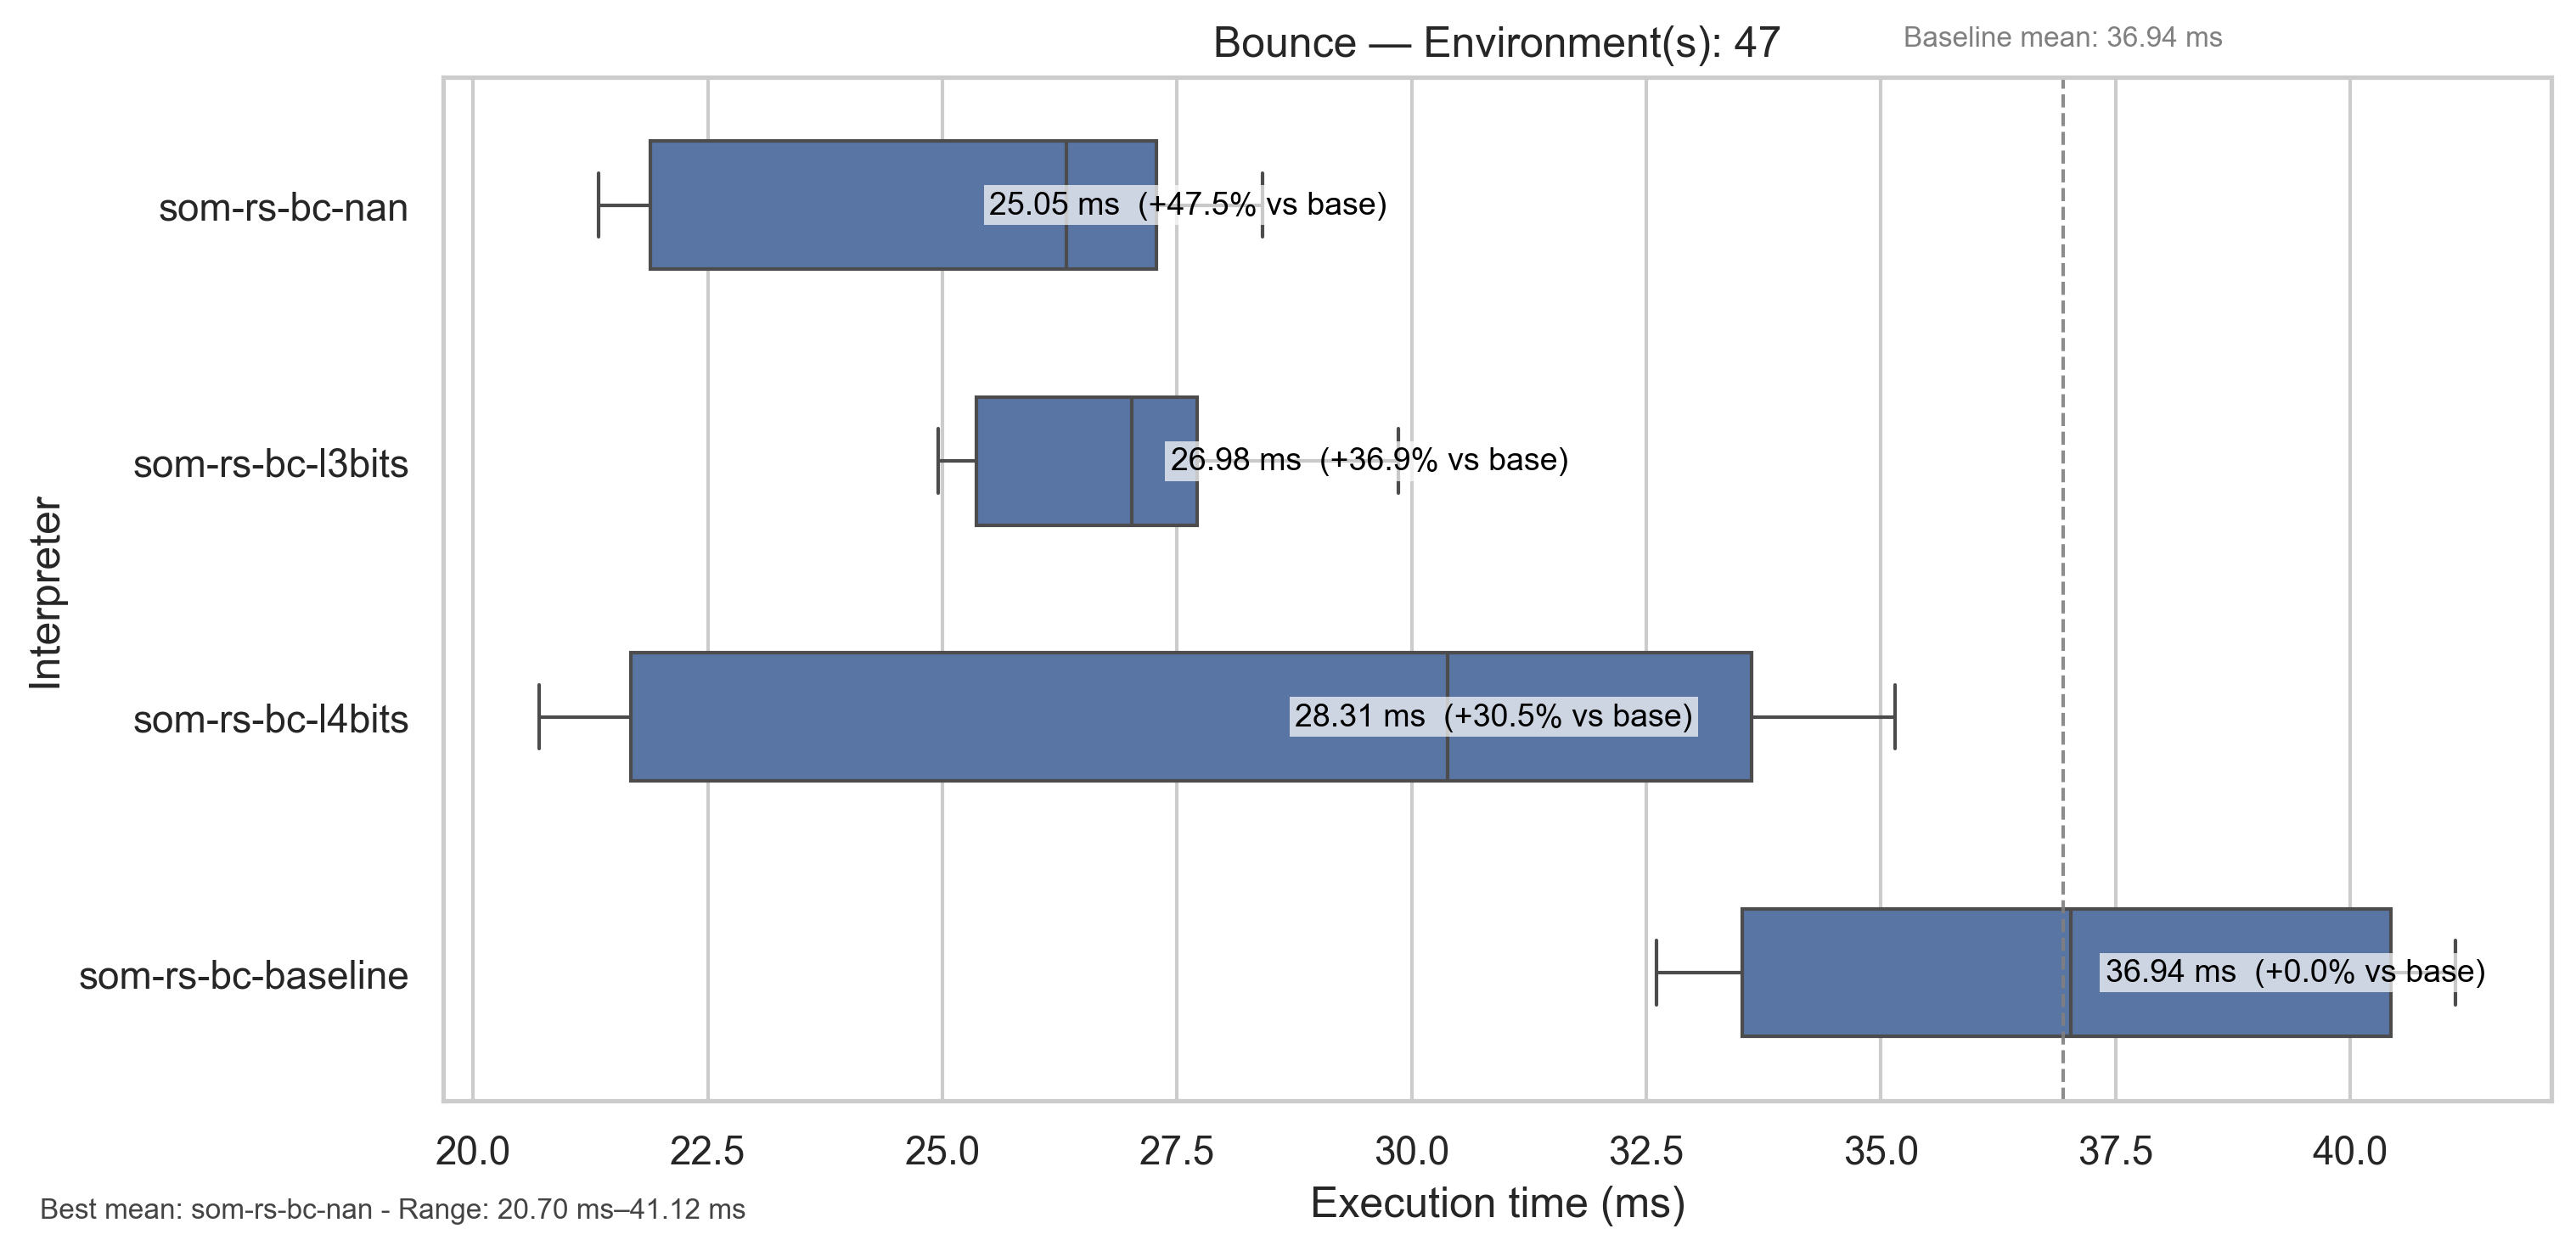 Bounce — Environment(s): 47
Baseline mean: 36.94 ms
Interpreter
som-rs-bc-nan
25.05 ms (+47.5% vs base)
som-rs-bc-l3bits
26.98 ms (+36.9% vs base)
som-rs-bc-l4bits
28.31 ms (+30.5% vs base)
som-rs-bc-baseline
36.94 ms (+0.0% vs base)
20.0 22.5 25.0 27.5 30.0 32.5 35.0 37.5 40.0
Execution time (ms)
Best mean: som-rs-bc-nan - Range: 20.70 ms–41.12 ms